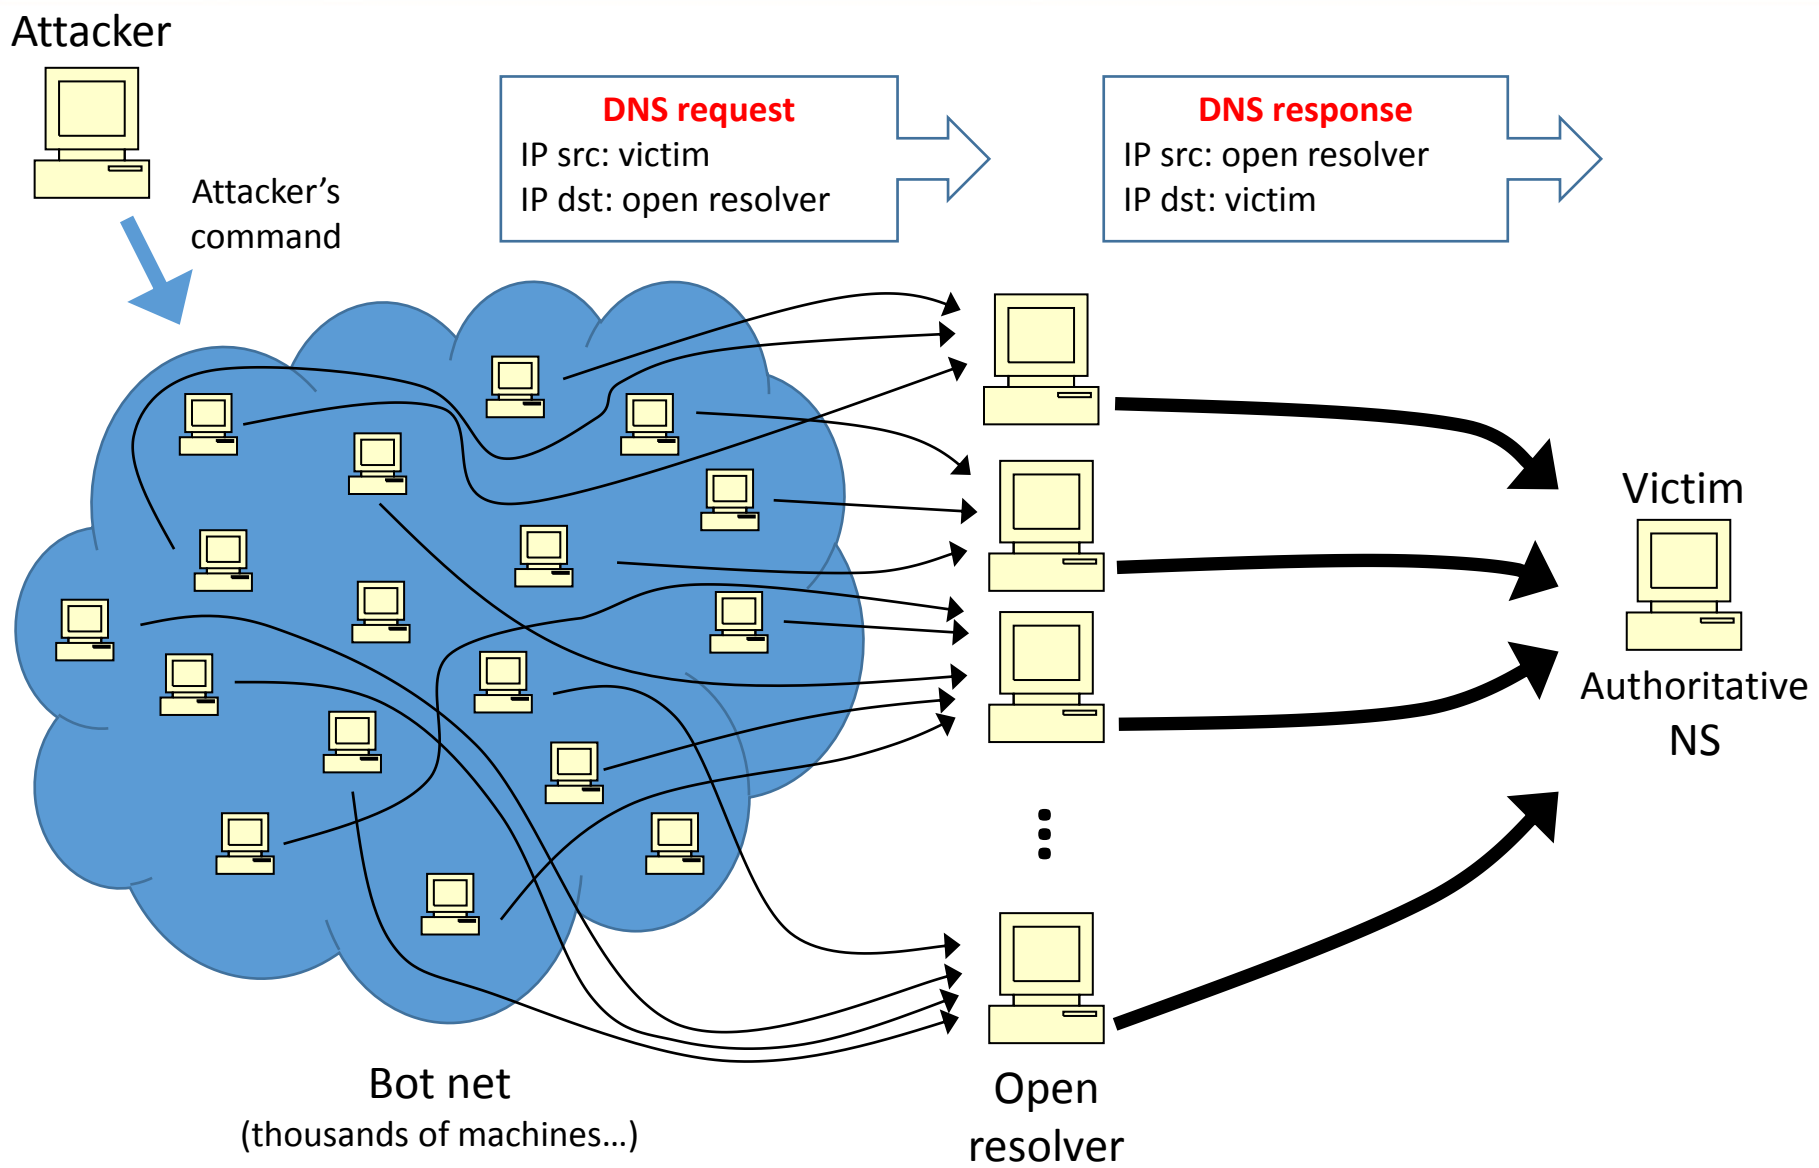 Attacker
Attacker’s
command
DNS request
IP src: victim
IP dst: open resolver
DNS response
IP src: open resolver
IP dst: victim
Victim
Authoritative
NS
Bot net
(thousands of machines…)
Open
resolver